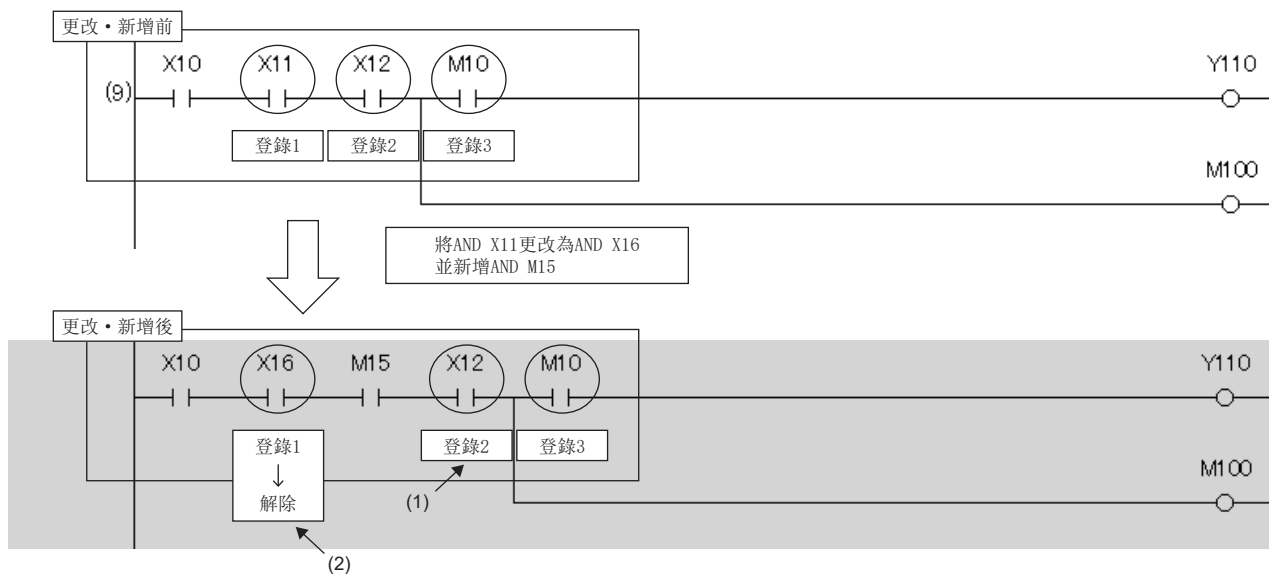 更改・新增前
X10 X11 X12 M10 Y110
(9)
登錄1 登錄2 登錄3
M100
將AND X11更改為AND X16
並新增AND M15
更改・新增後
X10 X16 M15 X12 M10 Y110
登錄1
↓
解除
登錄2 登錄3
M100
(1)
(2)